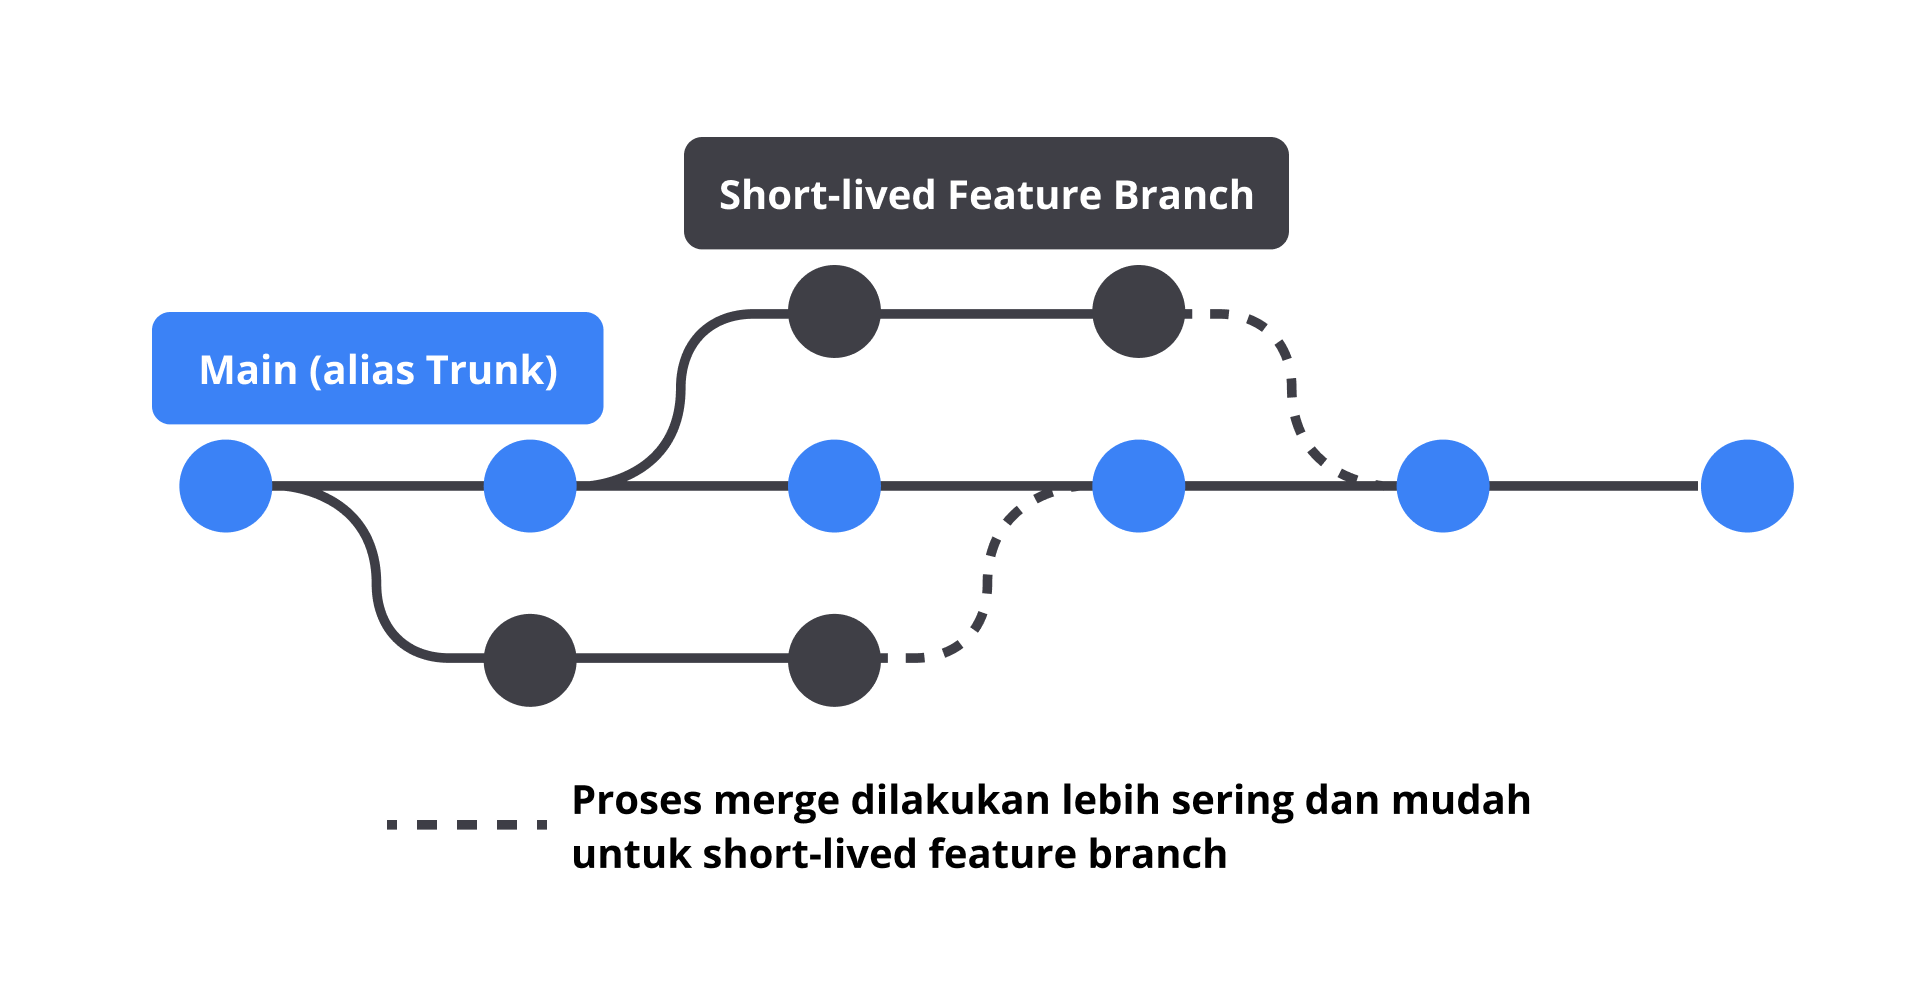 Short-lived Feature Branch
Main (alias Trunk)
Proses merge dilakukan lebih sering dan mudah
untuk short-lived feature branch